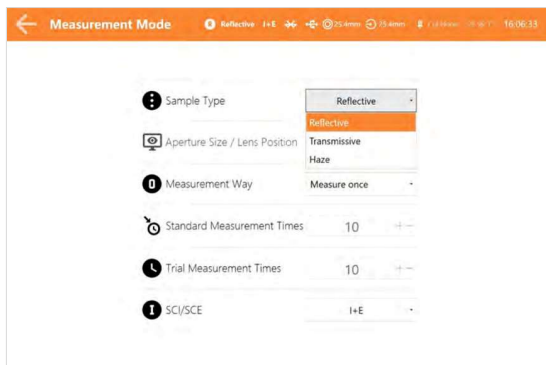 Measurement Mode Reflective I+E 25.4mm 25.4mm 16:06:33
Sample Type Reflective
Reflective
Aperture Size / Lens Position Transmissive
Haze
Measurement Way Measure once
Standard Measurement Times 10 + −
Trial Measurement Times 10 + −
SCI/SCE I+E